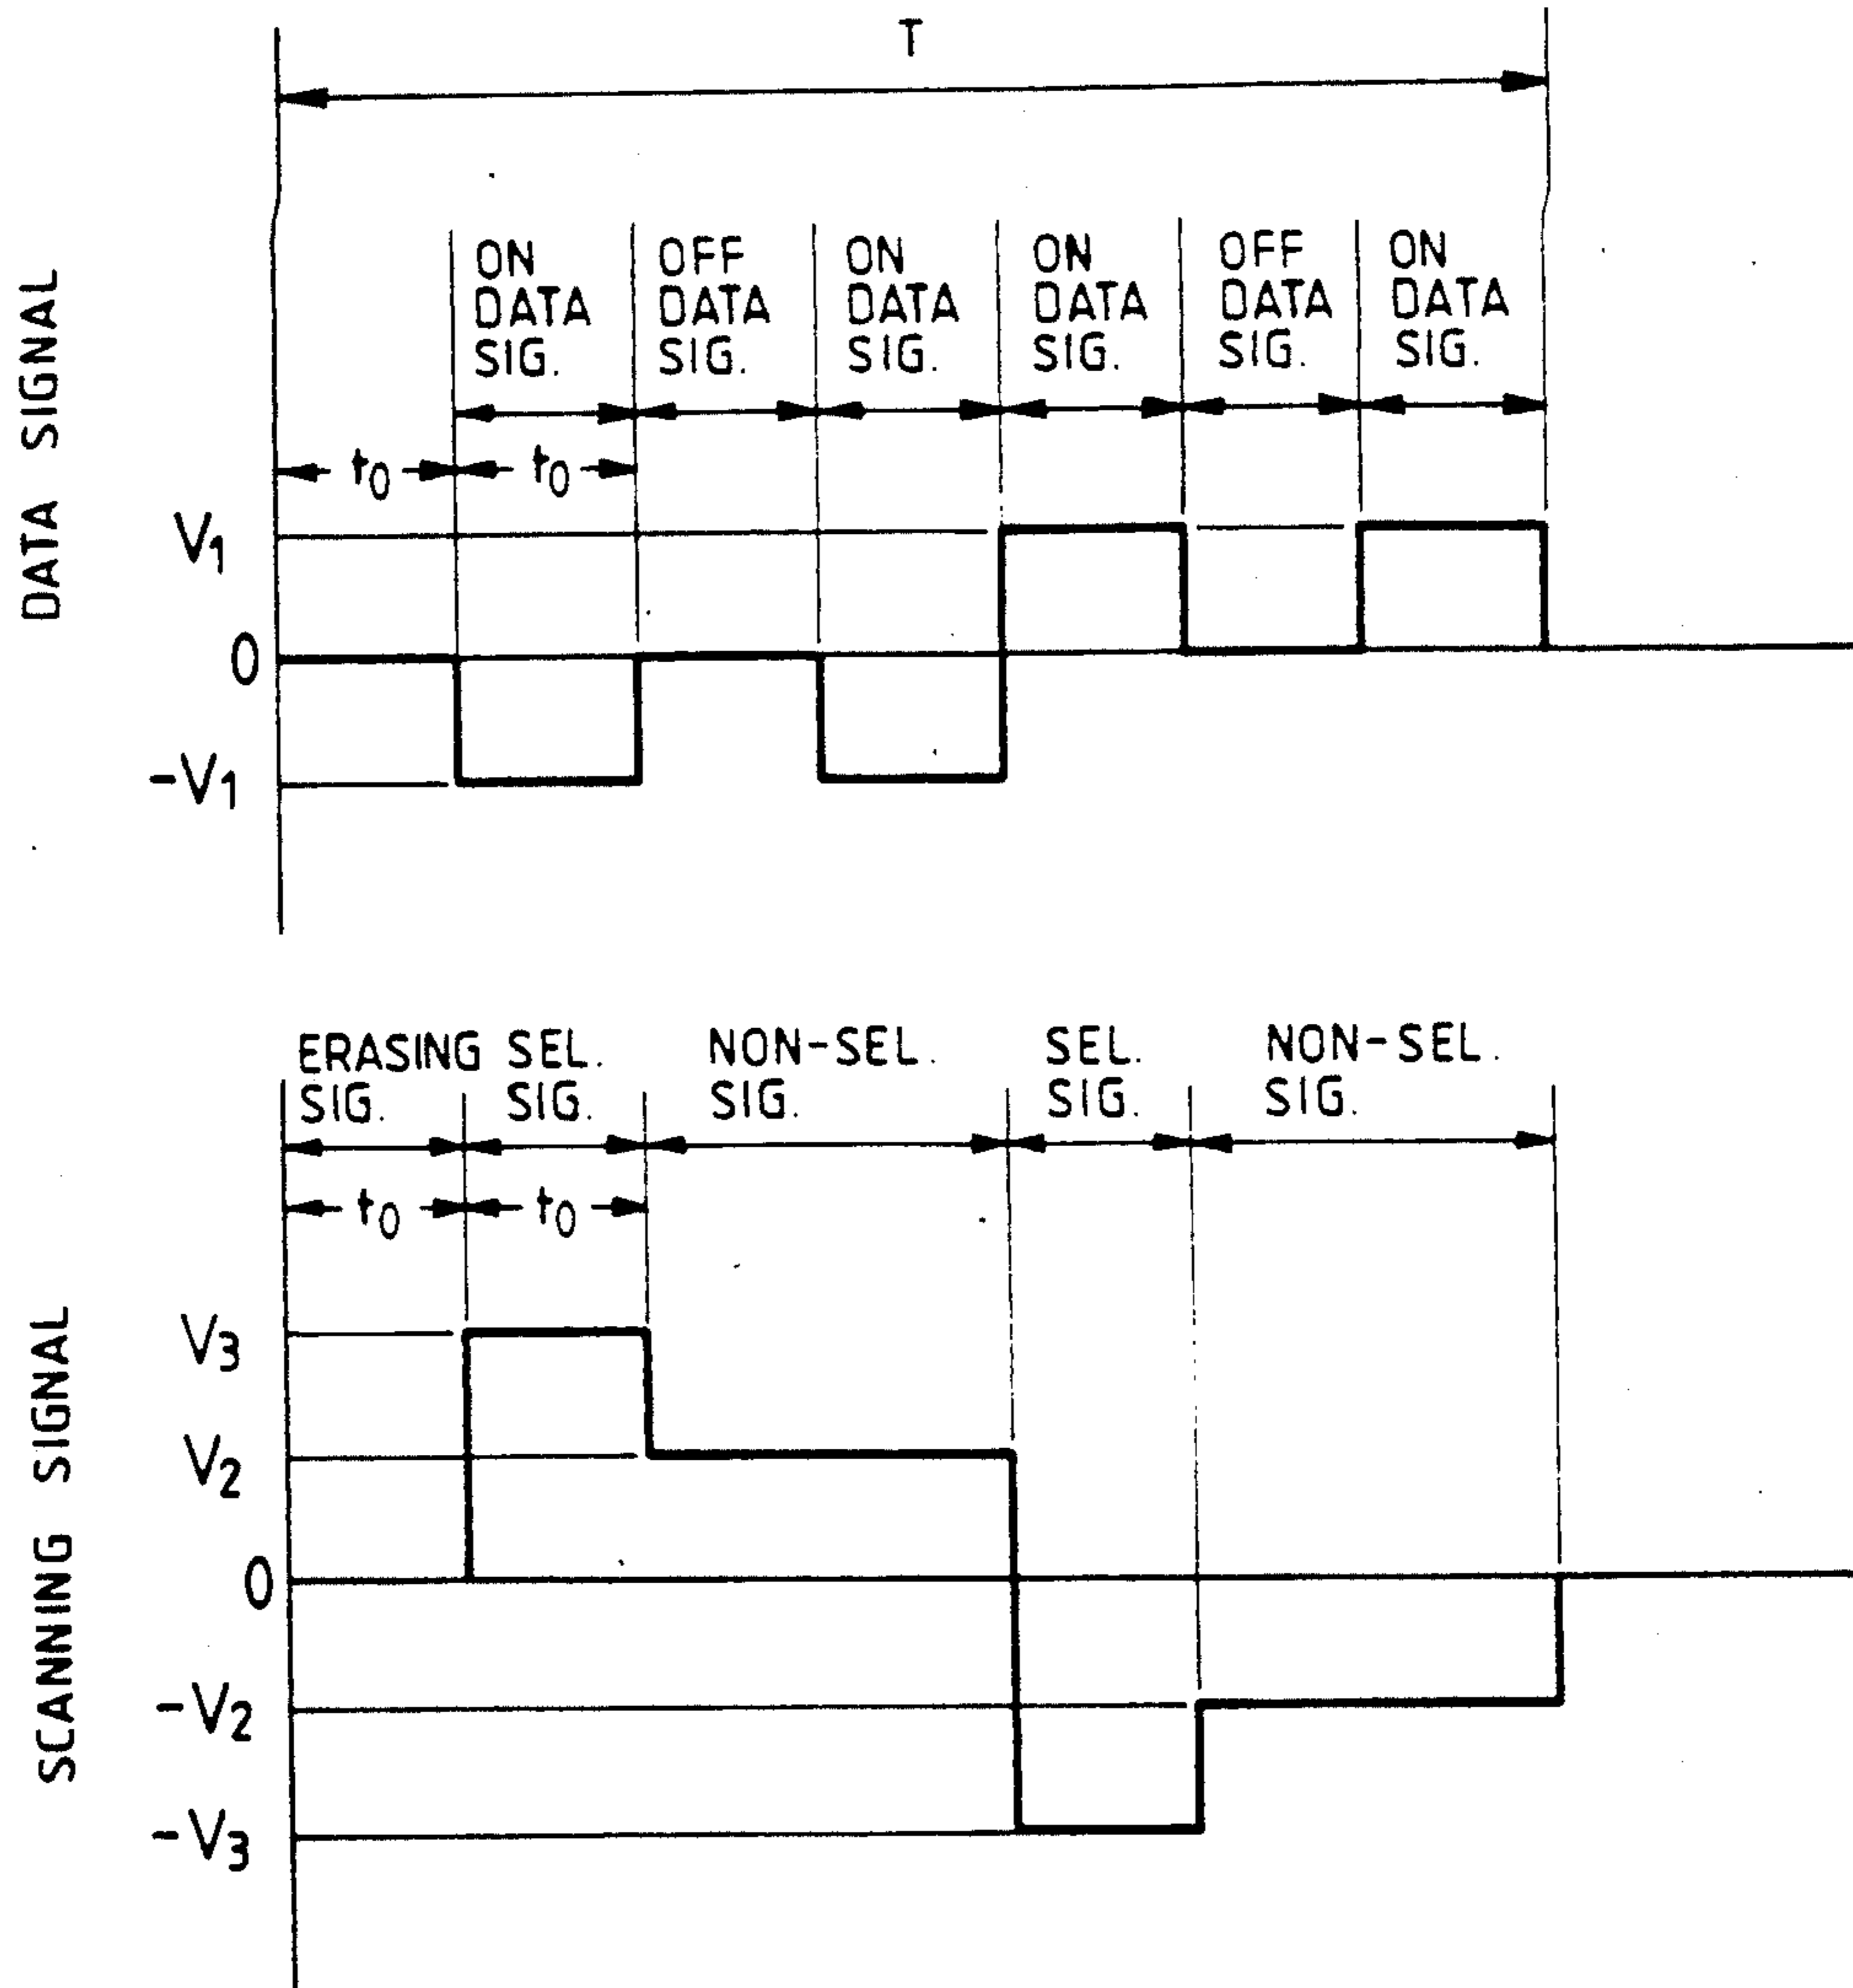 T
DATA SIGNAL
ON
DATA
SIG.
OFF
DATA
SIG.
ON
DATA
SIG.
ON
DATA
SIG.
OFF
DATA
SIG.
ON
DATA
SIG.
t0 t0
V1
0
-V1
SCANNING SIGNAL
ERASING
SIG.
SEL.
SIG.
NON-SEL.
SIG.
SEL.
SIG.
NON-SEL.
SIG.
t0 t0
V3
V2
0
-V2
-V3